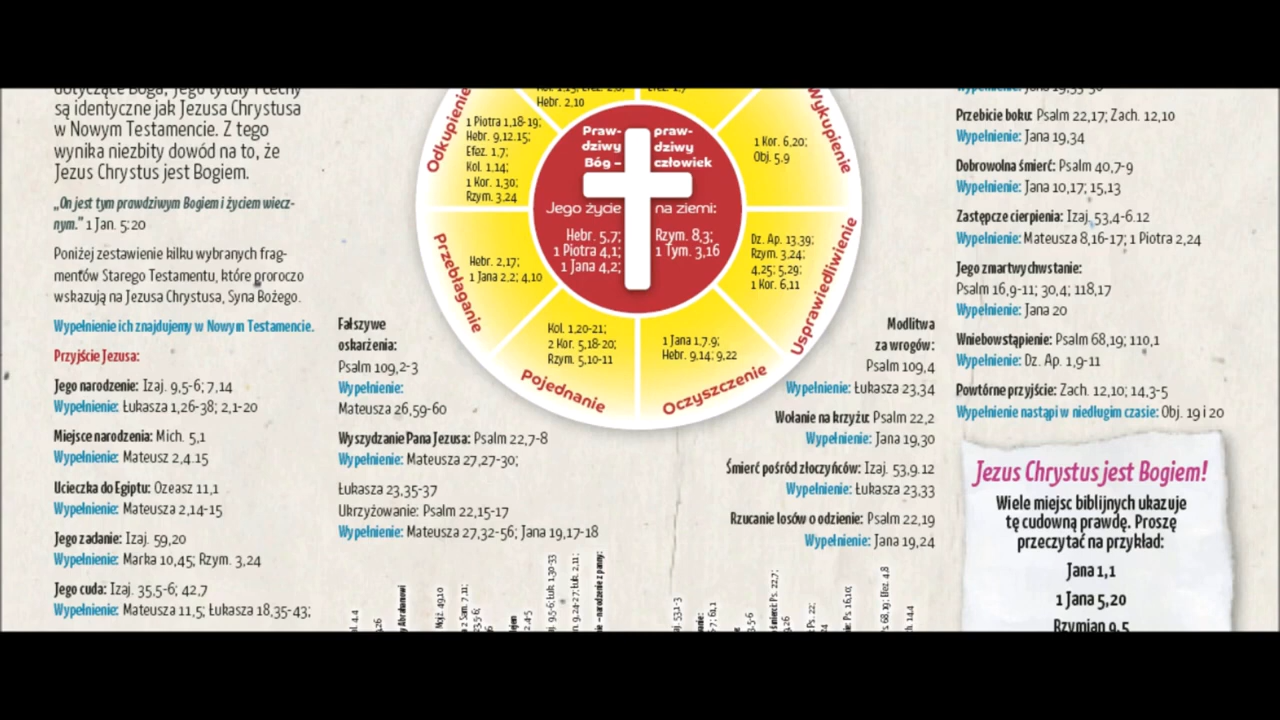 dotyczące Boga, Jego tytuły i cechy
są identyczne jak Jezusa Chrystusa
w Nowym Testamencie. Z tego
wynika niezbity dowód na to, że
Jezus Chrystus jest Bogiem.
„On jest tym prawdziwym Bogiem i życiem wiecz-
nym." 1 Jan. 5:20
Poniżej zestawienie kilku wybranych frag-
mentów Starego Testamentu, które proroczo
wskazują na Jezusa Chrystusa, Syna Bożego.
Wypełnienie ich znajdujemy w Nowym Testamencie.
Przyjście Jezusa:
Jego narodzenie: Izaj. 9,5-6; 7,14
Wypełnienie: Łukasza 1,26-38; 2,1-20
Miejsce narodzenia: Mich. 5,1
Wypełnienie: Mateusz 2,4.15
Ucieczka do Egiptu: Ozeasz 11,1
Wypełnienie: Mateusza 2,14-15
Jego zadanie: Izaj. 59,20
Wypełnienie: Marka 10,45; Rzym. 3,24
Jego cuda: Izaj. 35,5-6; 42,7
Wypełnienie: Mateusza 11,5; Łukasza 18,35-43;
Fałszywe
oskarżenia:
Psalm 109,2-3
Wypełnienie:
Mateusza 26,59-60
Wyszydzanie Pana Jezusa: Psalm 22,7-8
Wypełnienie: Mateusza 27,27-30;
Łukasza 23,35-37
Ukrzyżowanie: Psalm 22,15-17
Wypełnienie: Mateusza 27,32-56; Jana 19,17-18
Hebr. 2,10
Odkupienie
1 Piotra 1,18-19;
Hebr. 9,12.15;
Efez. 1,7;
Kol. 1,14;
1 Kor. 1,30;
Rzym. 3,24
Przebłaganie
Hebr. 2,17;
1 Jana 2,2; 4,10
Pojednanie
Kol. 1,20-21;
2 Kor. 5,18-20;
Rzym. 5,10-11
Oczyszczenie
1 Jana 1,7.9;
Hebr. 9,14; 9,22
Usprawiedliwienie
Dz. Ap. 13,39;
Rzym. 3,24;
4,25; 5,29;
1 Kor. 6,11
Wykupienie
1 Kor. 6,20;
Obj. 5,9
Praw- praw-
dziwy dziwy
Bóg – człowiek
Jego życie na ziemi:
Hebr. 5,7; Rzym. 8,3;
1 Piotra 4,1; 1 Tym. 3,16
1 Jana 4,2;
Modlitwa
za wrogów:
Psalm 109,4
Wypełnienie: Łukasza 23,34
Wołanie na krzyżu: Psalm 22,2
Wypełnienie: Jana 19,30
Śmierć pośród złoczyńców: Izaj. 53,9.12
Wypełnienie: Łukasza 23,33
Rzucanie losów o odzienie: Psalm 22,19
Wypełnienie: Jana 19,24
Przebicie boku: Psalm 22,17; Zach. 12,10
Wypełnienie: Jana 19,34
Dobrowolna śmierć: Psalm 40,7-9
Wypełnienie: Jana 10,17; 15,13
Zastępcze cierpienia: Izaj. 53,4-6.12
Wypełnienie: Mateusza 8,16-17; 1 Piotra 2,24
Jego zmartwychwstanie:
Psalm 16,9-11; 30,4; 118,17
Wypełnienie: Jana 20
Wniebowstąpienie: Psalm 68,19; 110,1
Wypełnienie: Dz. Ap. 1,9-11
Powtórne przyjście: Zach. 12,10; 14,3-5
Wypełnienie nastąpi w niedługim czasie: Obj. 19 i 20
Jezus Chrystus jest Bogiem!
Wiele miejsc biblijnych ukazuje
tę cudowną prawdę. Proszę
przeczytać na przykład:
Jana 1,1
1 Jana 5,20
Rzymian 9,5